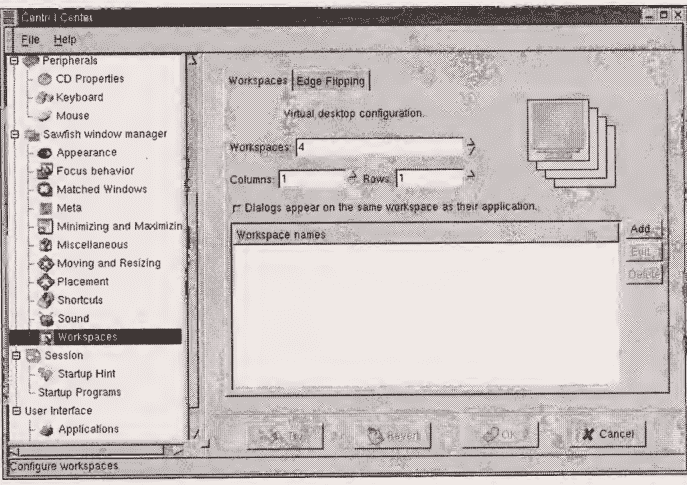 Control Center
File Help
Peripherals
CD Properties
Keyboard
Mouse
Sawfish window manager
Appearance
Focus behavior
Matched Windows
Meta
Minimizing and Maximizin
Miscellaneous
Moving and Resizing
Placement
Shortcuts
Sound
Workspaces
Session
Startup Hint
Startup Programs
User Interface
Applications
Workspaces Edge Flipping
Virtual desktop configuration.
Workspaces: 4
Columns: 1 Rows: 1
Dialogs appear on the same workspace as their application.
Workspace names
Add
Edit
Delete
Try Revert OK Cancel
Configure workspaces